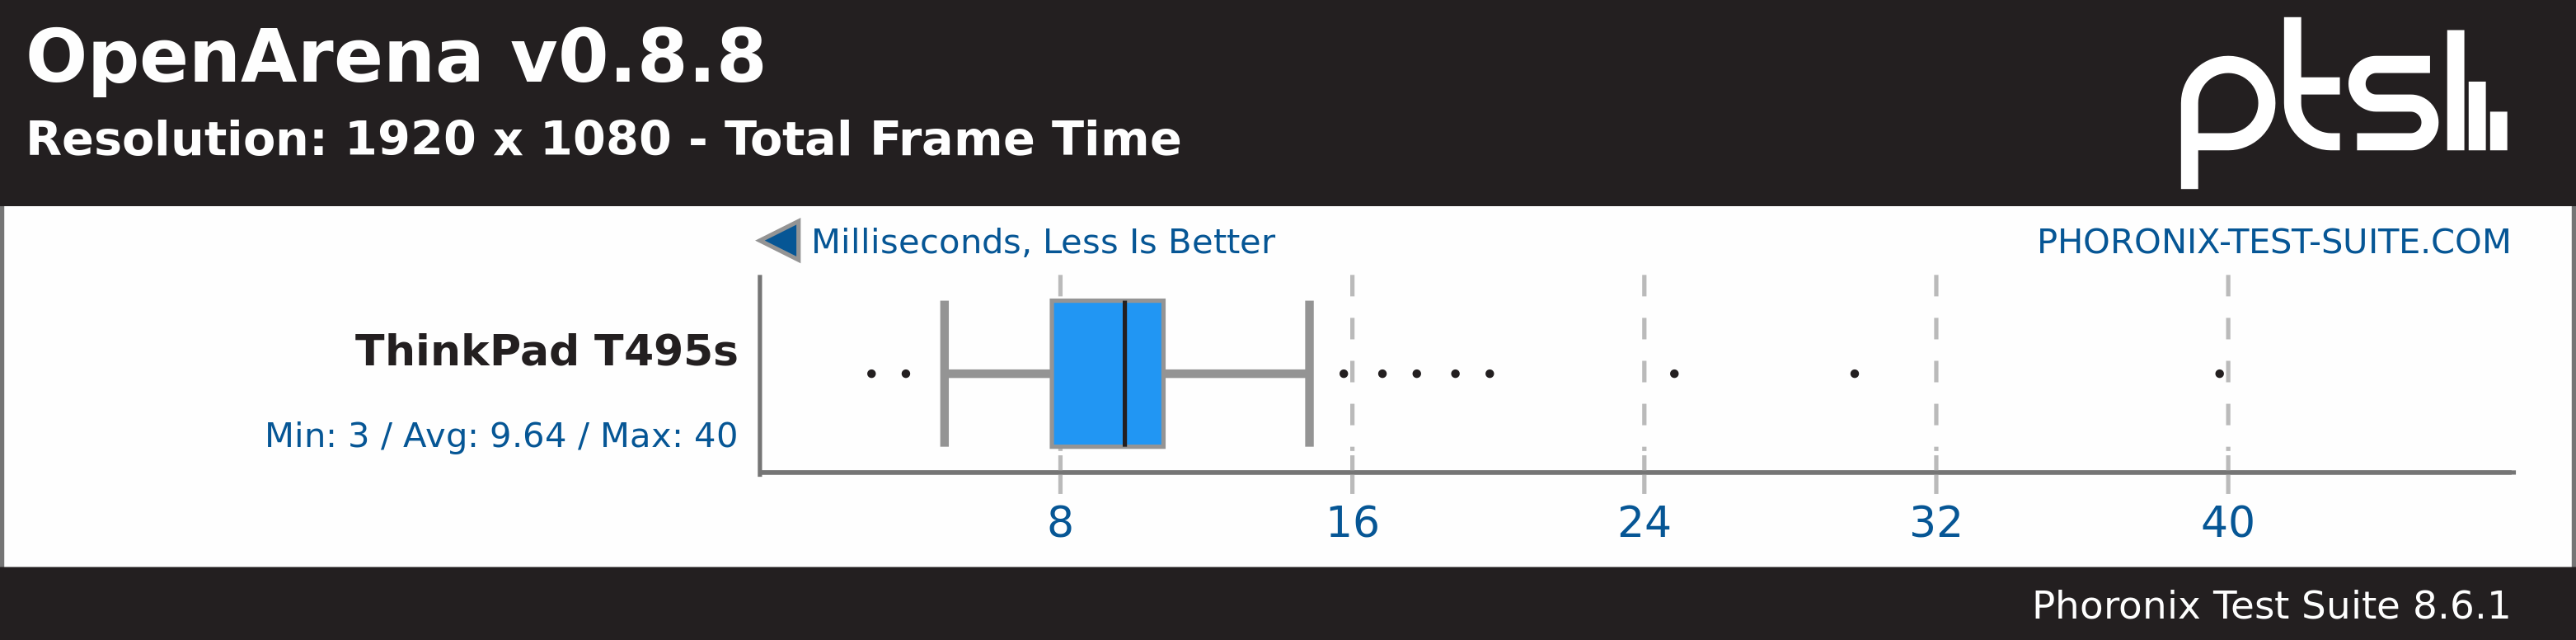 OpenArena v0.8.8
Resolution: 1920 x 1080 - Total Frame Time
ptsl
Milliseconds, Less Is Better
PHORONIX-TEST-SUITE.COM
ThinkPad T495s
Min: 3 / Avg: 9.64 / Max: 40
8 16 24 32 40
Phoronix Test Suite 8.6.1